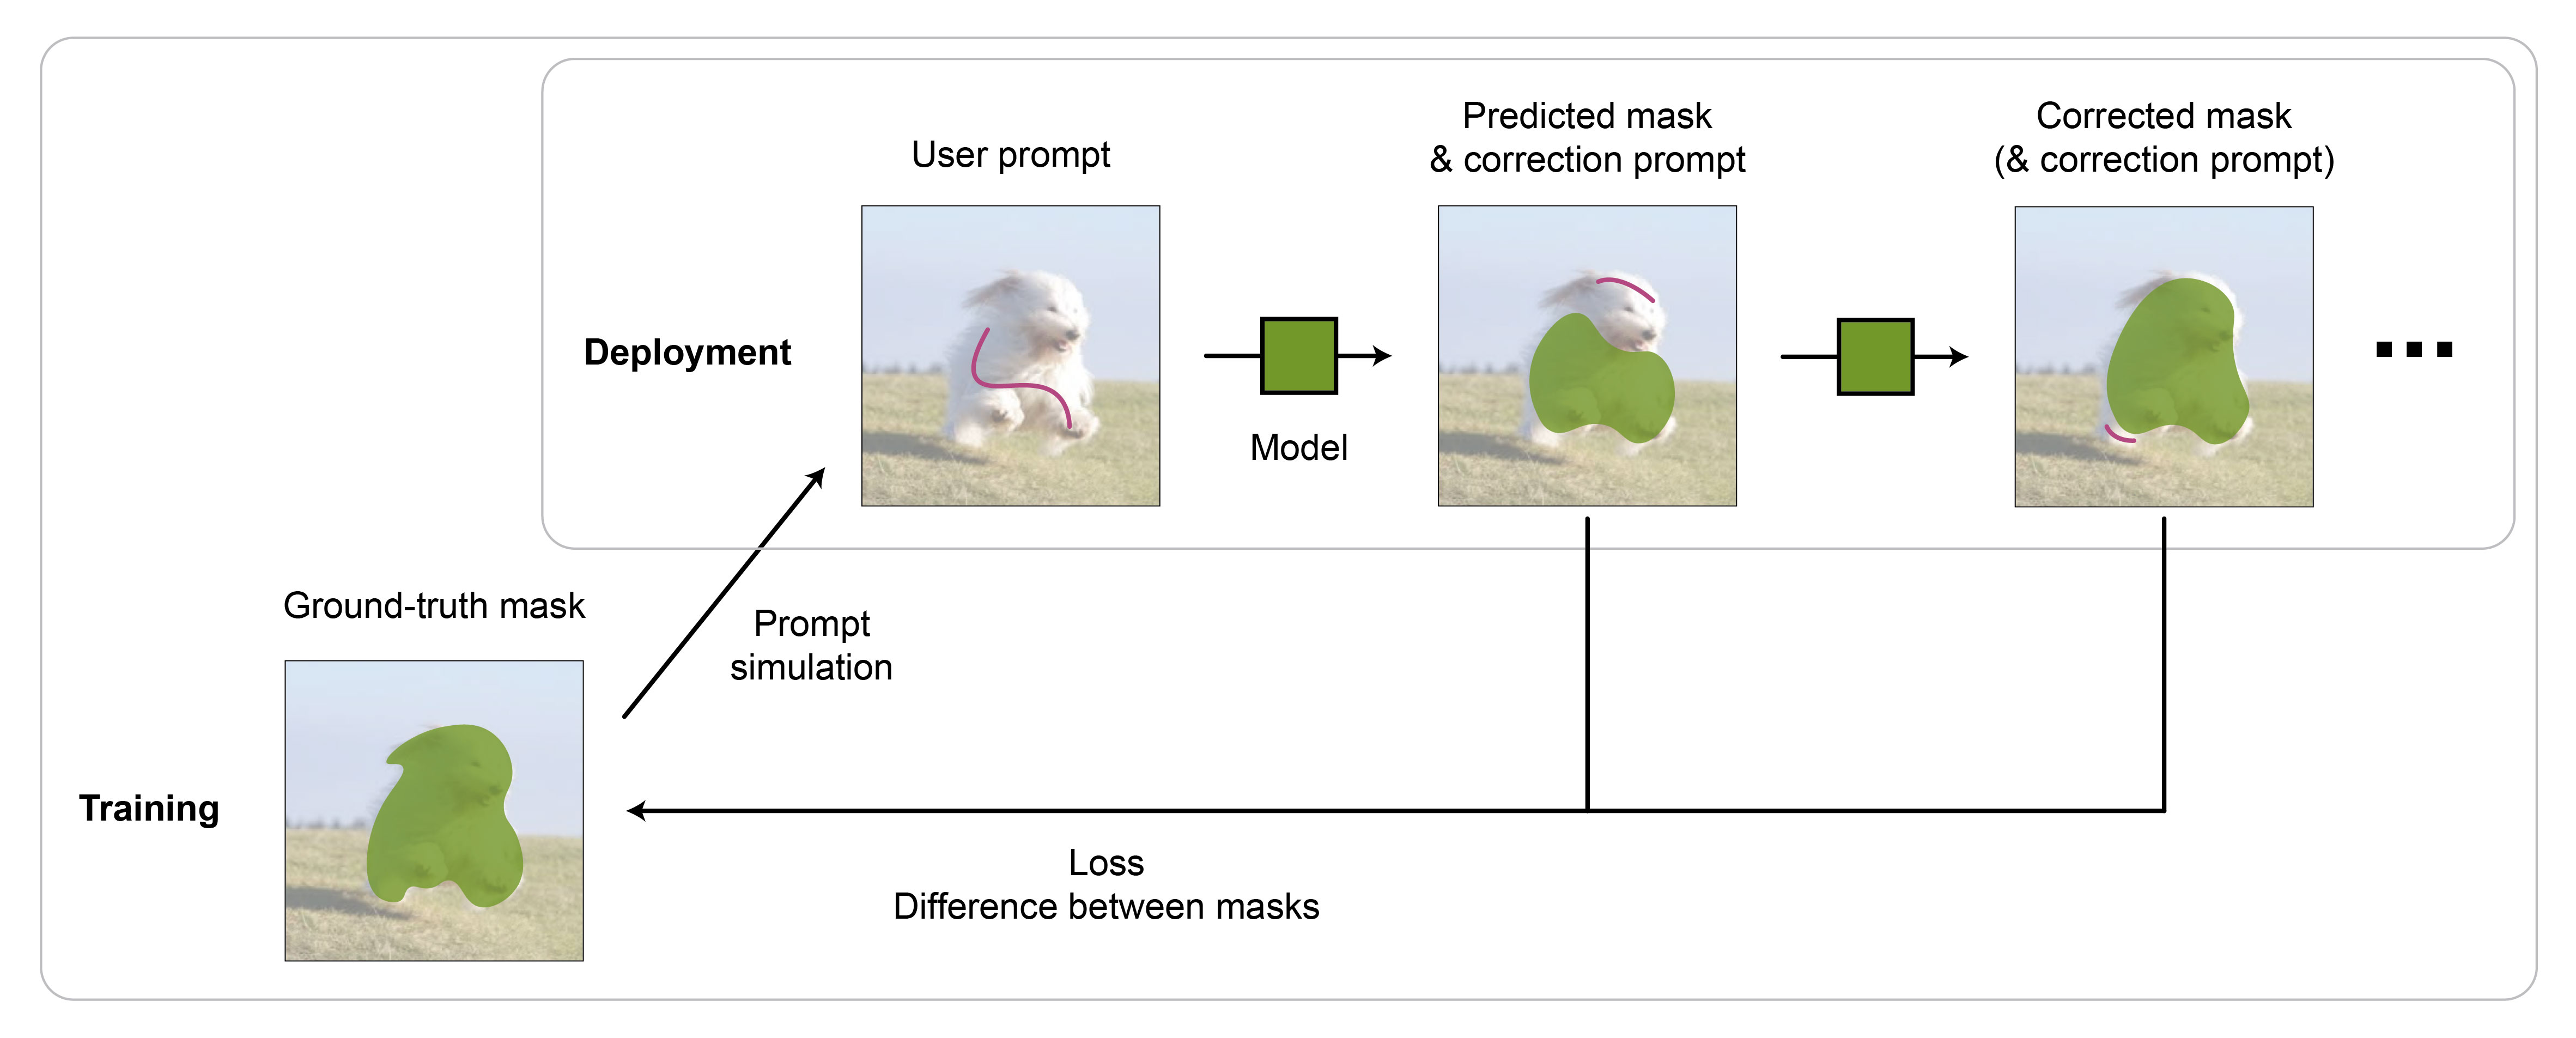 User prompt
Predicted mask
& correction prompt
Corrected mask
(& correction prompt)
Deployment
Model
Ground-truth mask
Prompt
simulation
Training
Loss
Difference between masks